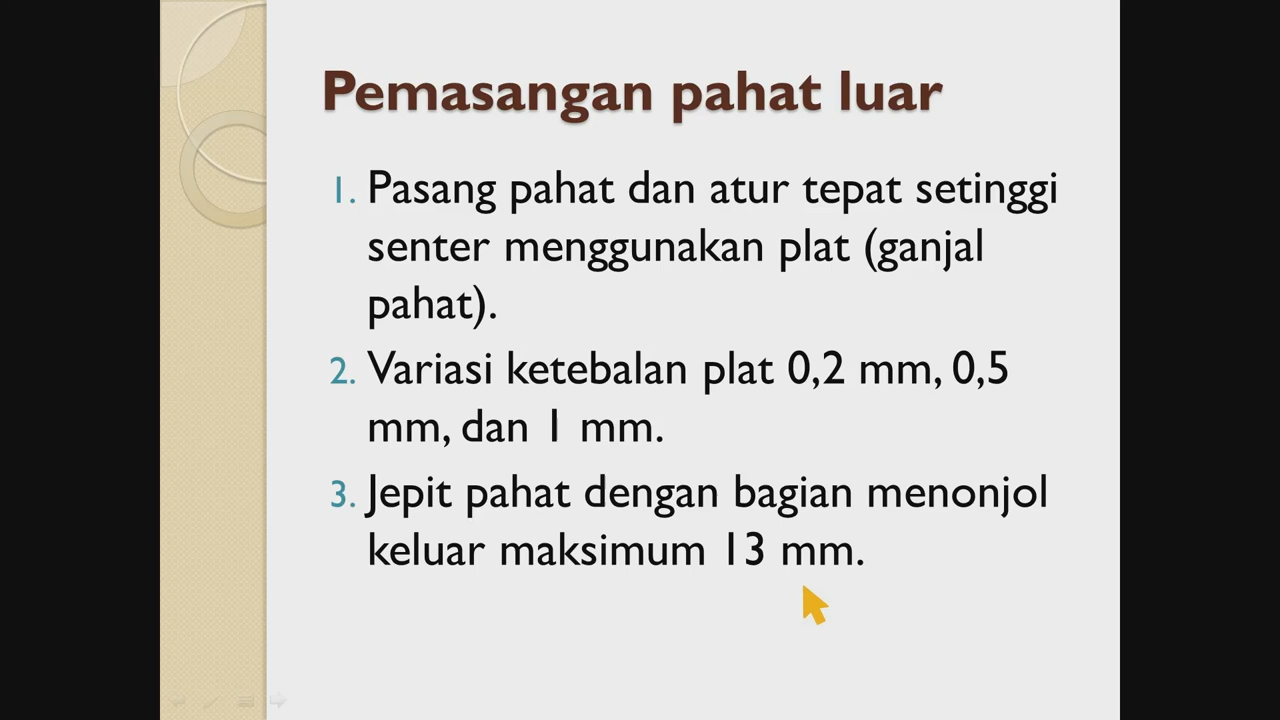 Pemasangan pahat luar
1. Pasang pahat dan atur tepat setinggi
senter menggunakan plat (ganjal
pahat).
2. Variasi ketebalan plat 0,2 mm, 0,5
mm, dan 1 mm.
3. Jepit pahat dengan bagian menonjol
keluar maksimum 13 mm.